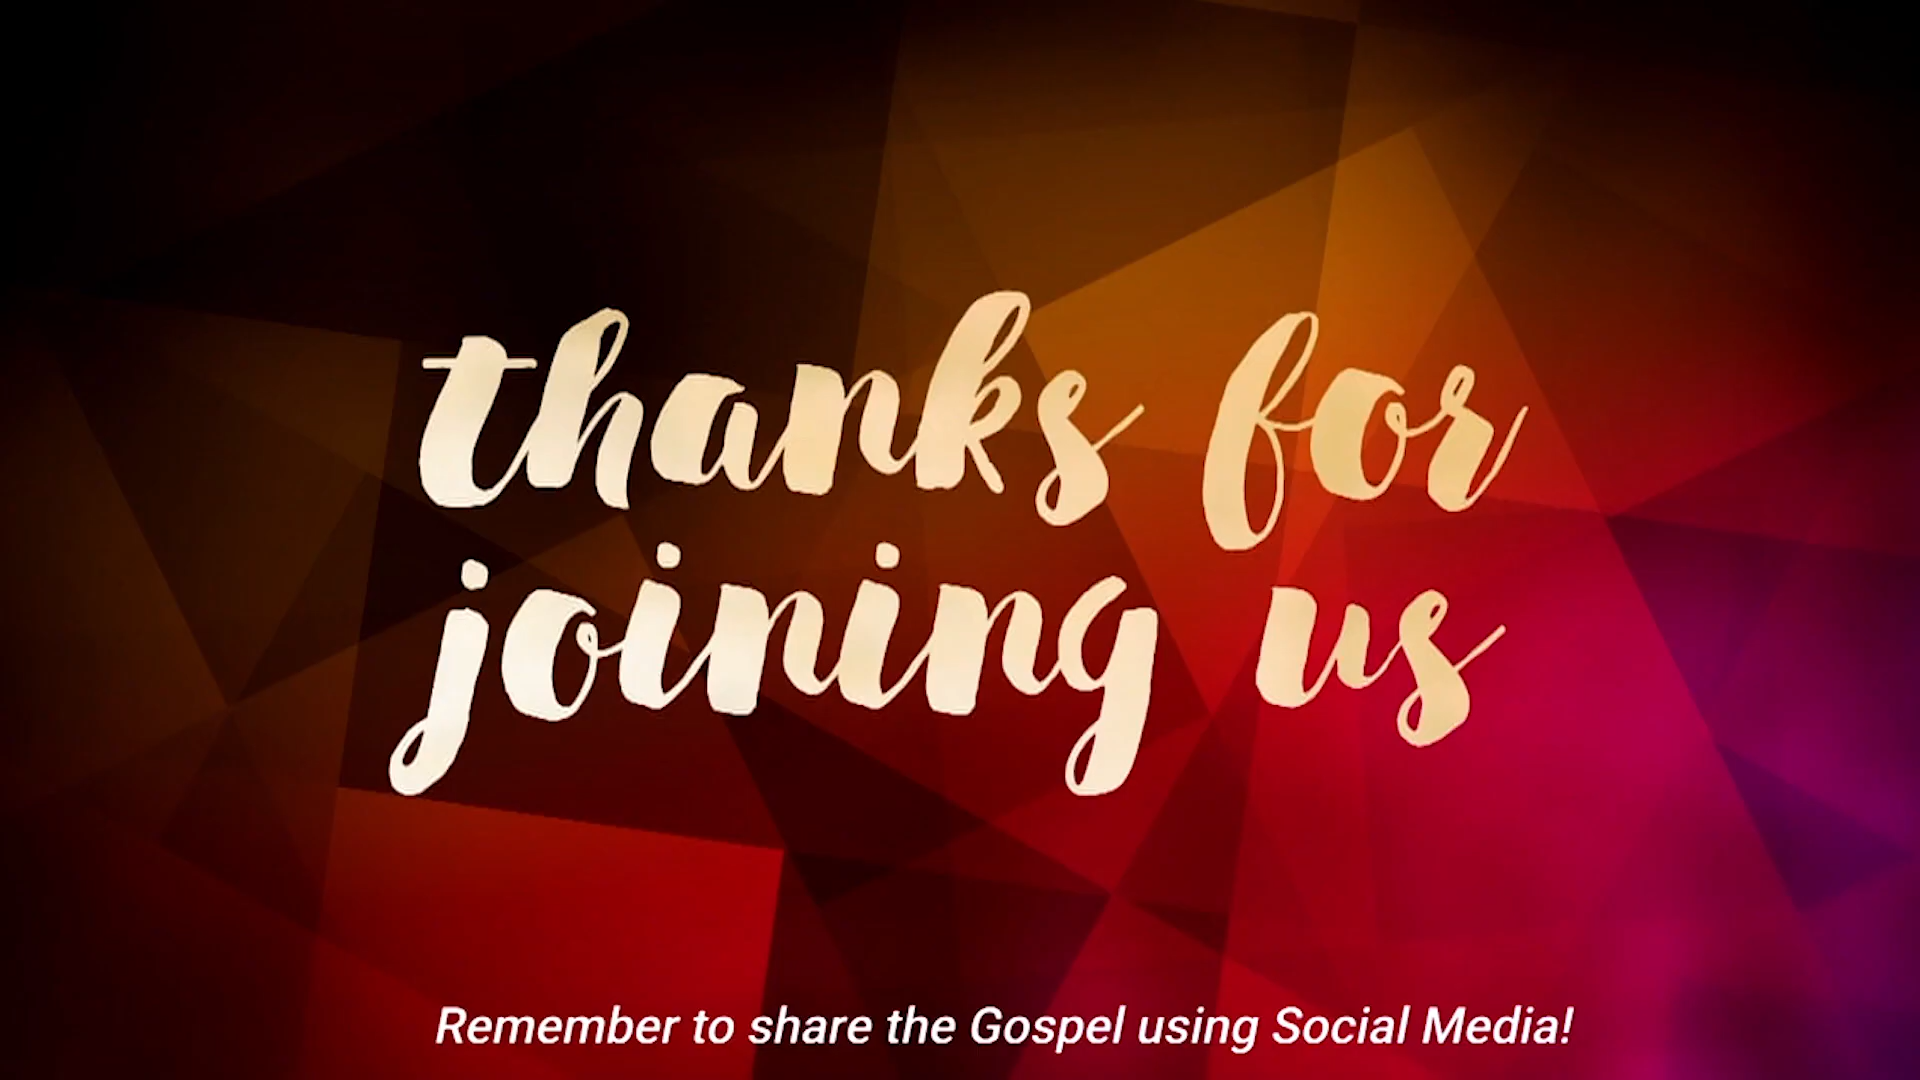 thanks for
joining us
Remember to share the Gospel using Social Media!